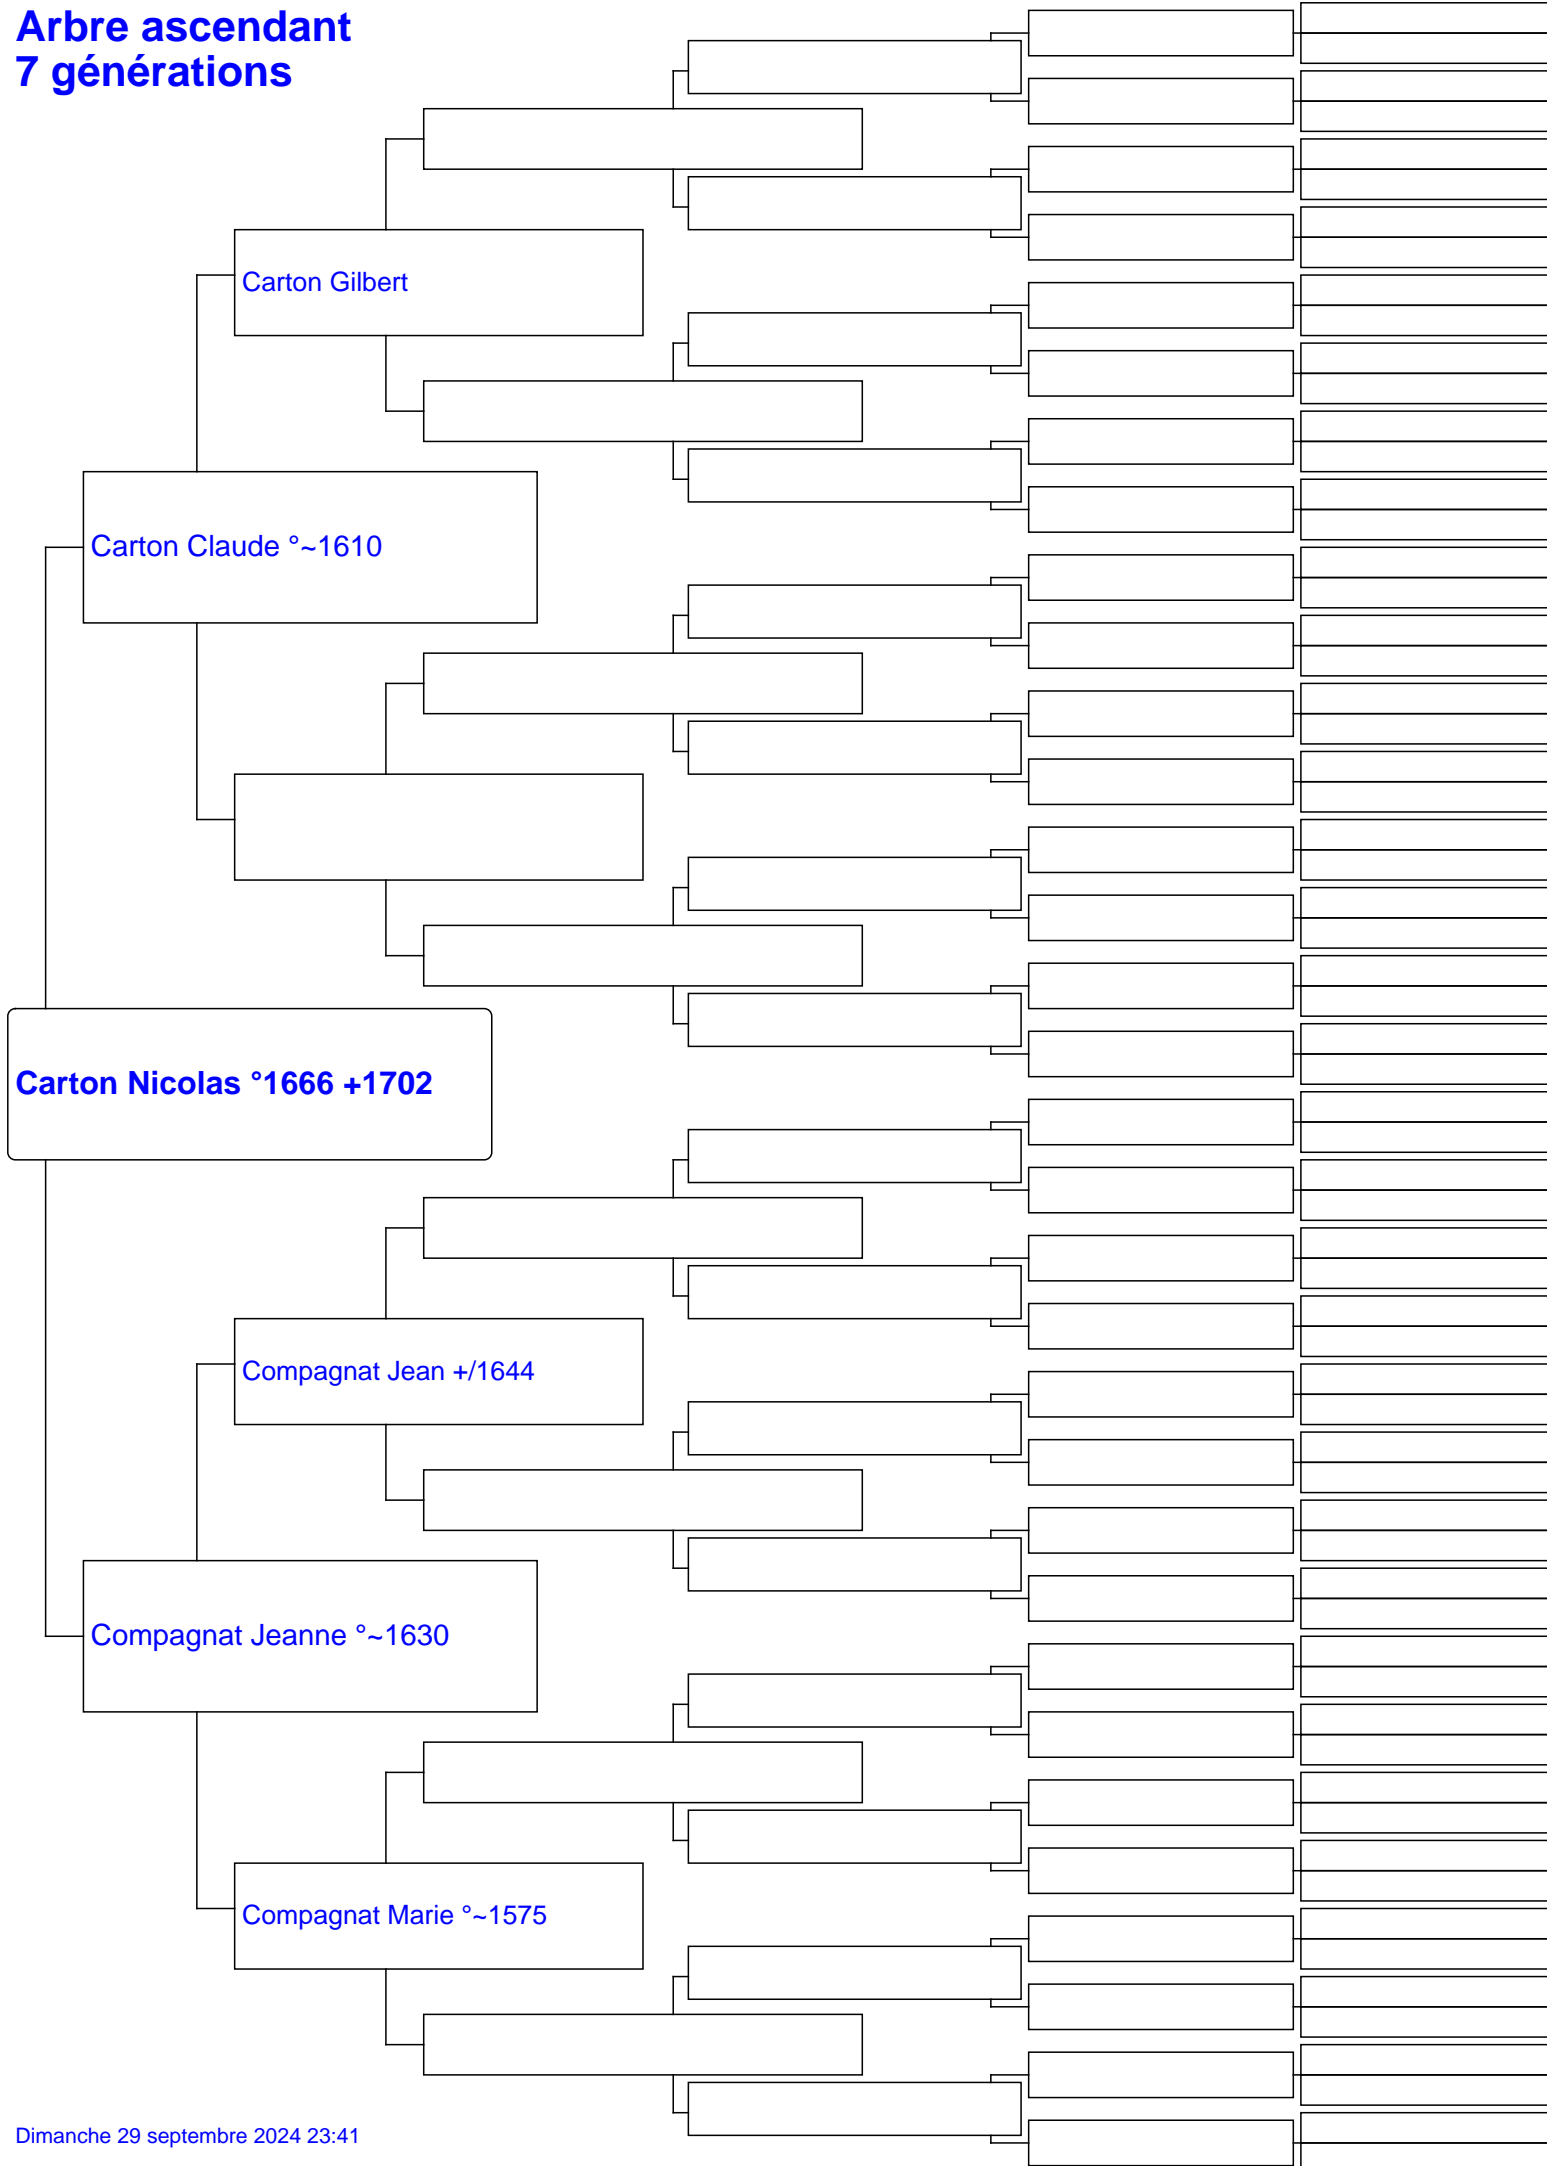 Arbre ascendant
7 générations
Carton Gilbert
Carton Claude °~1610
Carton Nicolas °1666 +1702
Compagnat Jean +/1644
Compagnat Jeanne °~1630
Compagnat Marie °~1575
Dimanche 29 septembre 2024 23:41